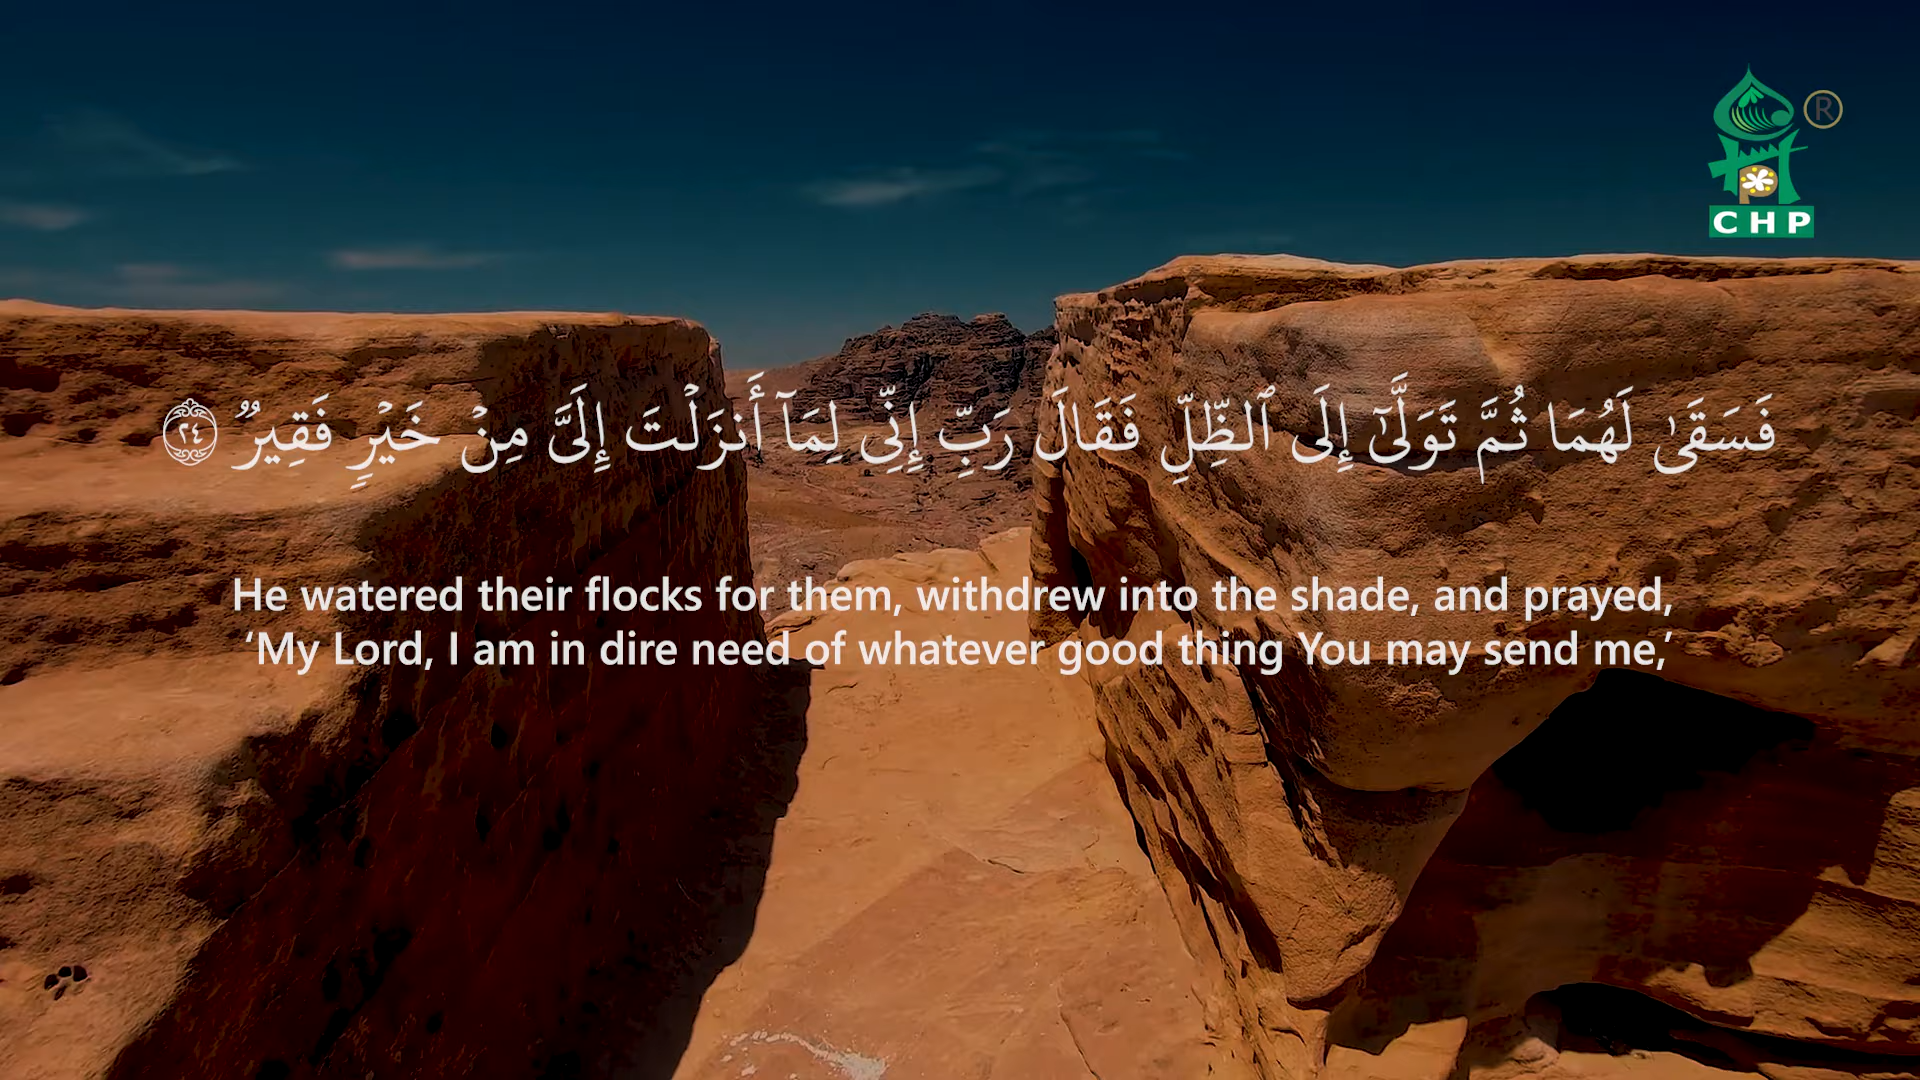 ®
CHP
فَسَقَىٰ لَهُمَا ثُمَّ تَوَلَّىٰٓ إِلَى ٱلظِّلِّ فَقَالَ رَبِّ إِنِّى لِمَآ أَنزَلْتَ إِلَىَّ مِنْ خَيْرٍ فَقِيرٌ ٢٤
He watered their flocks for them, withdrew into the shade, and prayed,
‘My Lord, I am in dire need of whatever good thing You may send me,’